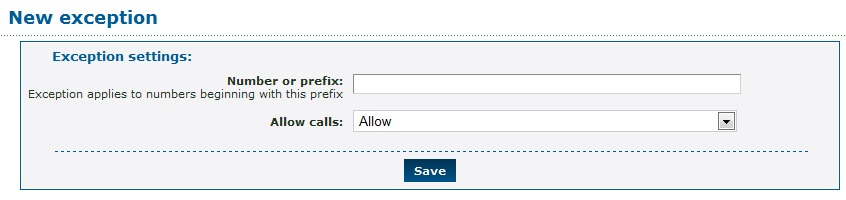 New exception
Exception settings:
Number or prefix:
Exception applies to numbers beginning with this prefix
Allow calls: Allow
Save